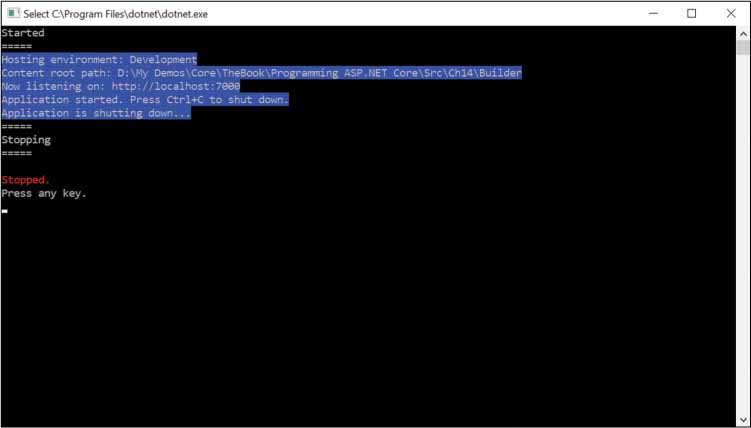 Select C:\Program Files\dotnet\dotnet.exe
Started
=====
Hosting environment: Development
Content root path: D:\My Demos\Core\TheBook\Programming ASP.NET Core\Src\Ch14\Builder
Now listening on: http://localhost:7000
Application started. Press Ctrl+C to shut down.
Application is shutting down...
=====
Stopping
=====
Stopped.
Press any key.